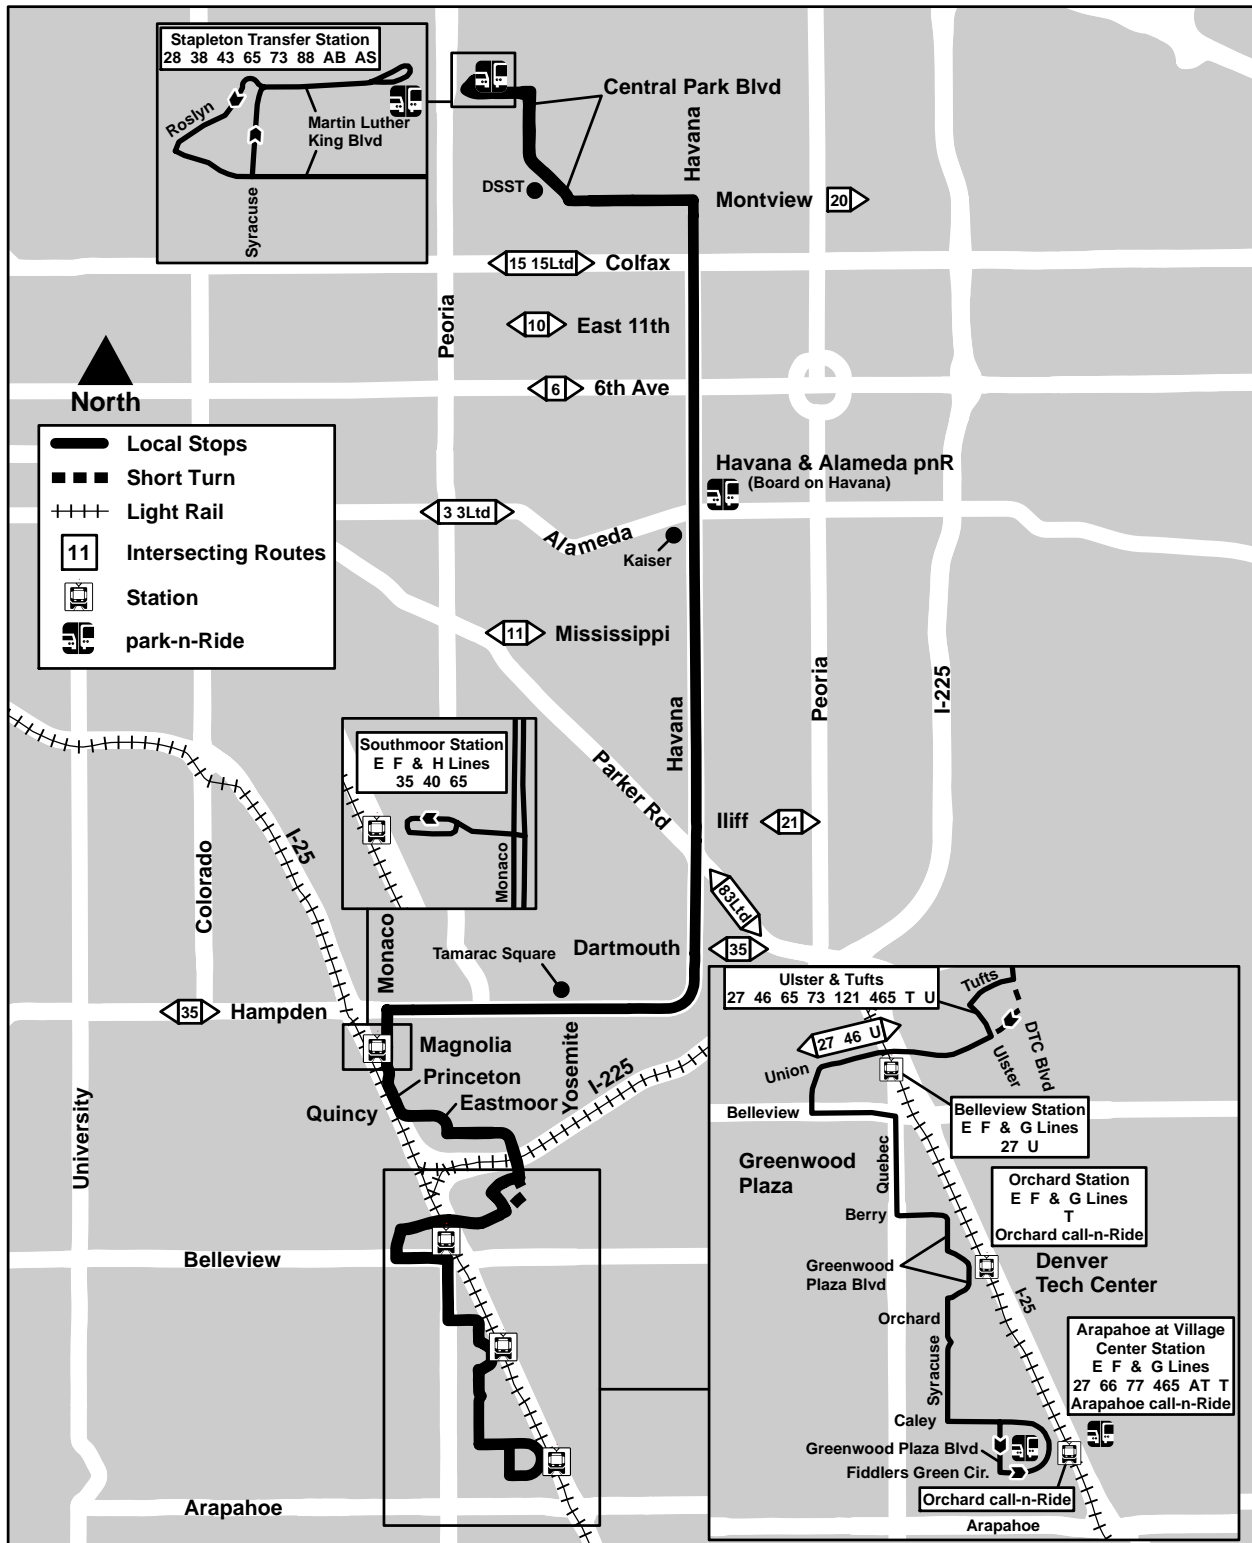 Stapleton Transfer Station
28 38 43 65 73 88 AB AS
Roslyn
Martin Luther
King Blvd
Syracuse
Central Park Blvd
Havana
DSST
Montview
20
15 15Ltd
Colfax
Peoria
10
East 11th
6
6th Ave
North
Local Stops
Short Turn
Light Rail
11
Intersecting Routes
Station
park-n-Ride
Havana & Alameda pnR
(Board on Havana)
3 3Ltd
Alameda
Kaiser
11
Mississippi
Peoria
I-225
Havana
Southmoor Station
E F & H Lines
35 40 65
Monaco
Parker Rd
Iliff
21
I-25
Colorado
83Ltd
Monaco
Dartmouth
35
Tamarac Square
35
Hampden
Magnolia
Princeton
Eastmoor
Yosemite
I-225
Quincy
University
Belleview
Arapahoe
Ulster & Tufts
27 46 65 73 121 465 T U
Tufts
27 46 U
DTC Blvd
Ulster
Union
Belleview
Belleview Station
E F & G Lines
27 U
Greenwood
Plaza
Quebec
Orchard Station
E F & G Lines
T
Orchard call-n-Ride
Berry
Greenwood
Plaza Blvd
Denver
Tech Center
I-25
Orchard
Syracuse
Arapahoe at Village
Center Station
E F & G Lines
27 66 77 465 AT T
Arapahoe call-n-Ride
Caley
Greenwood Plaza Blvd
Fiddlers Green Cir.
Orchard call-n-Ride
Arapahoe